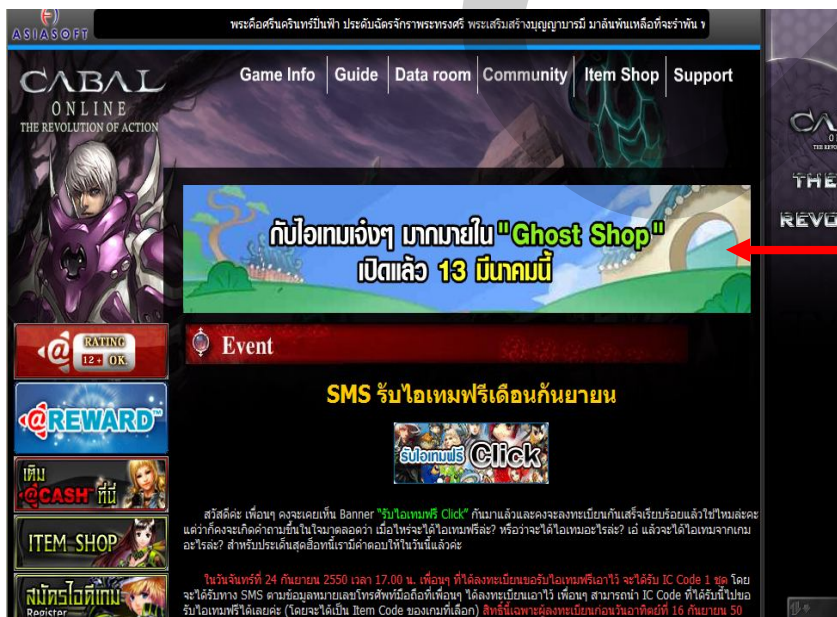 ASIASOFT
พระคือศรีนครินทร์ปิ่นฟ้า ประดับฉัตรจักราพระทรงศรี พระเสริมสร้างบุญญาบารมี มาล้นพ้นเหลือที่จะรำพัน
CABAL
ONLINE
THE REVOLUTION OF ACTION
Game Info Guide Data room Community Item Shop Support
กับไอเทมเจ๋งๆ มากมายใน "Ghost Shop"
เปิดแล้ว 13 มีนาคมนี้
THE
REVO
@ RATING
12+ OK
@REWARD
เติม
@CASH ที่นี่
ITEM SHOP
สมัครไอดีเกม
Register
Event
SMS รับไอเทมฟรีเดือนกันยายน
รับไอเทมฟรี Click
สวัสดีค่ะ เพื่อนๆ คงจะเคยเห็น Banner "รับไอเทมฟรี Click" กันมาแล้วและคงจะลงทะเบียนกันเสร็จเรียบร้อยแล้วใช่ไหมล่ะคะ
แต่ว่าก็คงจะเกิดคำถามขึ้นในใจมาตลอดว่า เมื่อไหร่จะได้ไอเทมฟรีล่ะ? หรือว่าจะได้ไอเทมอะไรล่ะ? เอ๋ แล้วจะได้ไอเทมจากเกม
อะไรล่ะ? สำหรับประเด็นสุดฮ็อทนี้เรามีคำตอบให้ในวันนี้แล้วค่ะ
ในวันจันทร์ที่ 24 กันยายน 2550 เวลา 17.00 น. เพื่อนๆ ที่ได้ลงทะเบียนขอรับไอเทมฟรีเอาไว้ จะได้รับ IC Code 1 ชุด โดย
จะได้รับทาง SMS ตามข้อมูลหมายเลขโทรศัพท์มือถือที่เพื่อนๆ ได้ลงทะเบียนเอาไว้ เพื่อนๆ สามารถนำ IC Code ที่ได้รับนี้ไปขอ
รับไอเทมฟรีได้เลยค่ะ (โดยจะได้เป็น Item Code ของเกมที่เลือก) สิทธิ์นี้เฉพาะผู้ลงทะเบียนก่อนวันอาทิตย์ที่ 16 กันยายน 50